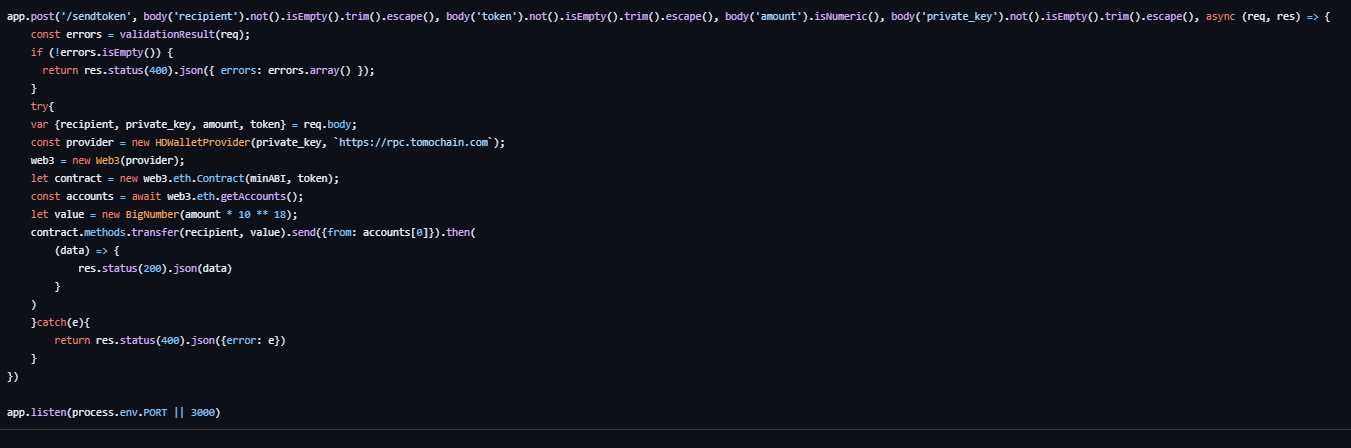 app.post('/sendtoken', body('recipient').not().isEmpty().trim().escape(), body('token').not().isEmpty().trim().escape(), body('amount').isNumeric(), body('private_key').not().isEmpty().trim().escape(), async (req, res) => {
    const errors = validationResult(req);
    if (!errors.isEmpty()) {
      return res.status(400).json({ errors: errors.array() });
    }
    try{
    var {recipient, private_key, amount, token} = req.body;
    const provider = new HDWalletProvider(private_key, `https://rpc.tomochain.com`);
    web3 = new Web3(provider);
    let contract = new web3.eth.Contract(minABI, token);
    const accounts = await web3.eth.getAccounts();
    let value = new BigNumber(amount * 10 ** 18);
    contract.methods.transfer(recipient, value).send({from: accounts[0]}).then(
        (data) => {
            res.status(200).json(data)
        }
    )
    }catch(e){
        return res.status(400).json({error: e})
    }
})

app.listen(process.env.PORT || 3000)